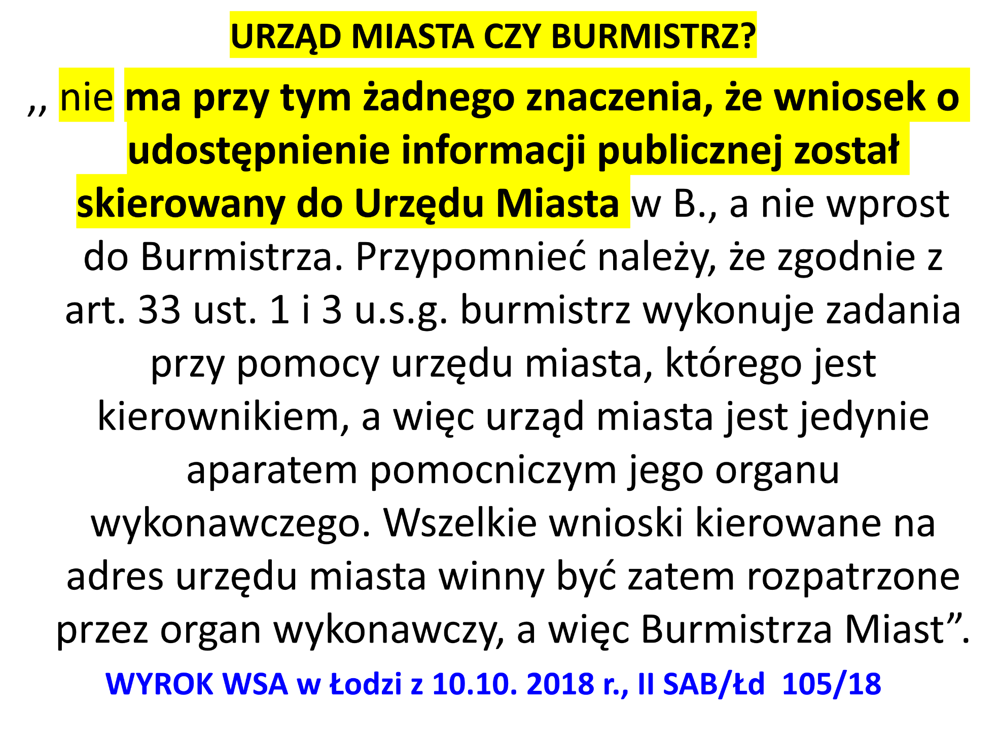 URZĄD MIASTA CZY BURMISTRZ?
,, nie ma przy tym żadnego znaczenia, że wniosek o
udostępnienie informacji publicznej został
skierowany do Urzędu Miasta w B., a nie wprost
do Burmistrza. Przypomnieć należy, że zgodnie z
art. 33 ust. 1 i 3 u.s.g. burmistrz wykonuje zadania
przy pomocy urzędu miasta, którego jest
kierownikiem, a więc urząd miasta jest jedynie
aparatem pomocniczym jego organu
wykonawczego. Wszelkie wnioski kierowane na
adres urzędu miasta winny być zatem rozpatrzone
przez organ wykonawczy, a więc Burmistrza Miast”.
WYROK WSA w Łodzi z 10.10. 2018 r., II SAB/Łd  105/18